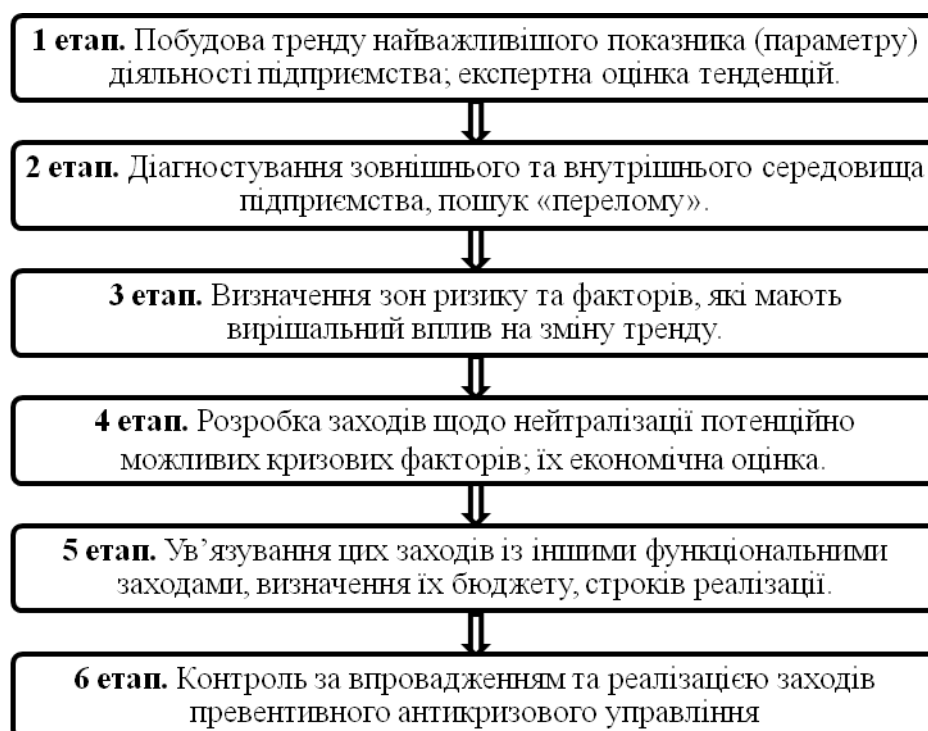 1 етап. Побудова тренду найважливішого показника (параметру)
діяльності підприємства; експертна оцінка тенденцій.
2 етап. Діагностування зовнішнього та внутрішнього середовища
підприємства, пошук «перелому».
3 етап. Визначення зон ризику та факторів, які мають
вирішальний вплив на зміну тренду.
4 етап. Розробка заходів щодо нейтралізації потенційно
можливих кризових факторів; їх економічна оцінка.
5 етап. Ув’язування цих заходів із іншими функціональними
заходами, визначення їх бюджету, строків реалізації.
6 етап. Контроль за впровадженням та реалізацією заходів
превентивного антикризового управління